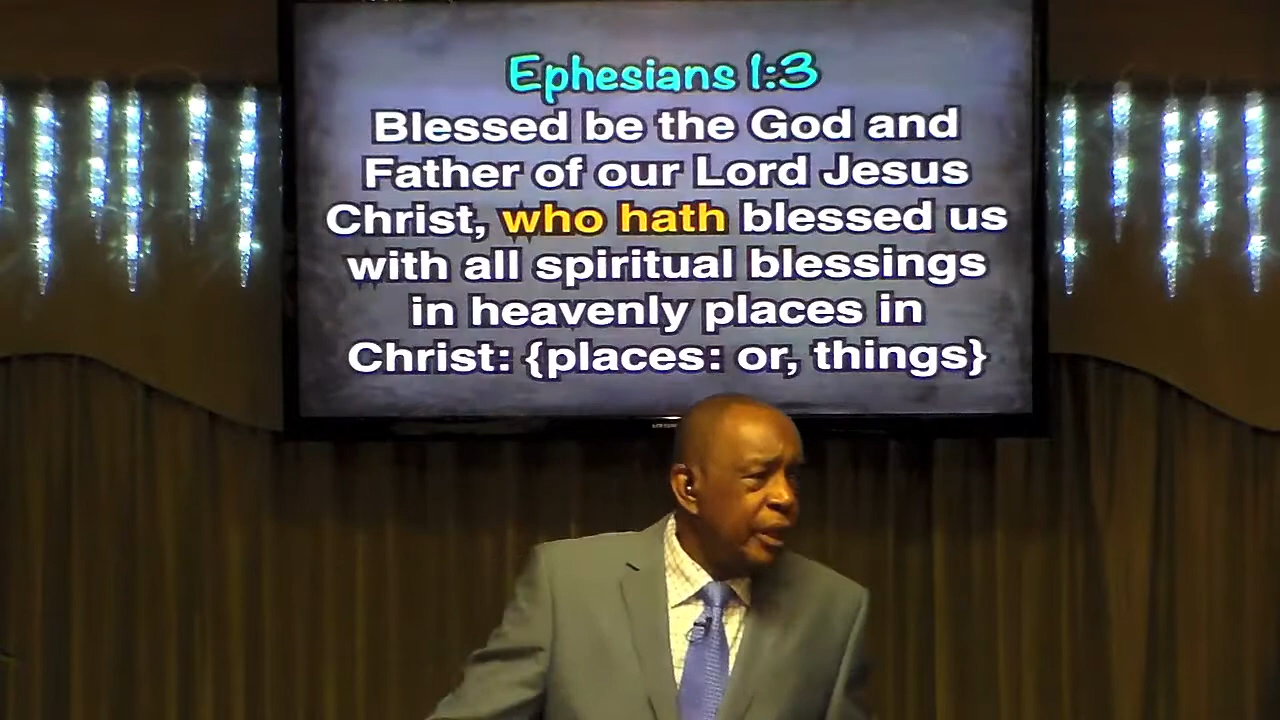 Ephesians 1:3
Blessed be the God and
Father of our Lord Jesus
Christ, who hath blessed us
with all spiritual blessings
in heavenly places in
Christ: {places: or, things}